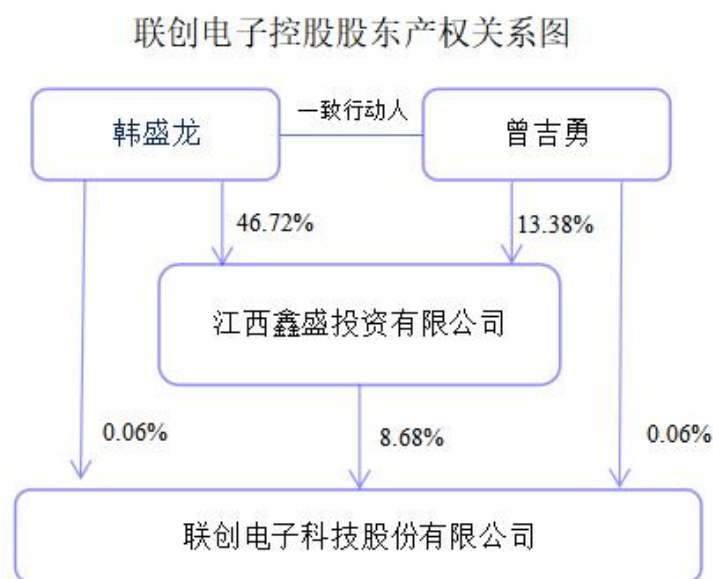 联创电子控股股东产权关系图
一致行动人
韩盛龙
曾吉勇
46.72%
13.38%
江西鑫盛投资有限公司
0.06%
8.68%
0.06%
联创电子科技股份有限公司